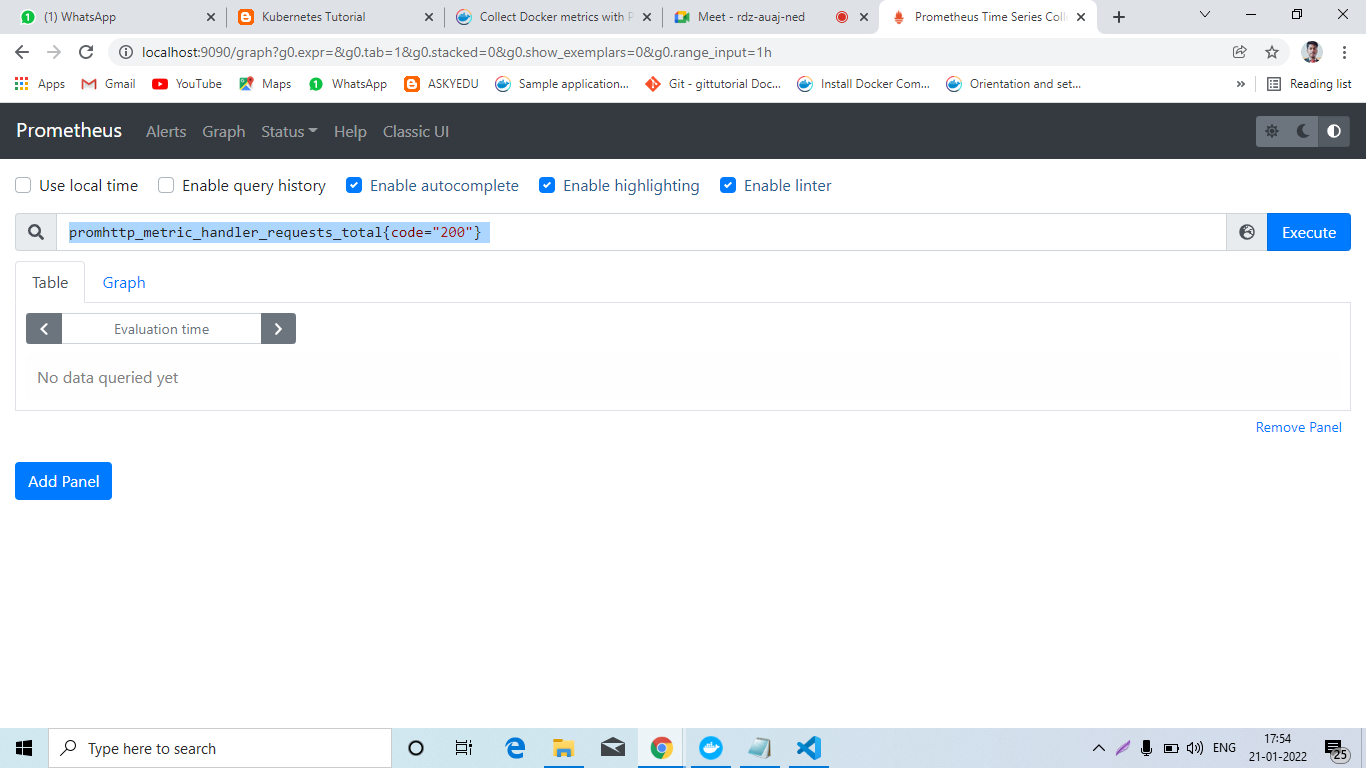 (1) WhatsApp
Kubernetes Tutorial
Collect Docker metrics with P
Meet - rdz-auaj-ned
Prometheus Time Series Coll
localhost:9090/graph?g0.expr=&g0.tab=1&g0.stacked=0&g0.show_exemplars=0&g0.range_input=1h
Apps Gmail YouTube Maps WhatsApp ASKYEDU Sample application... Git - gittutorial Doc... Install Docker Com... Orientation and set... » Reading list
Prometheus Alerts Graph Status Help Classic UI
Use local time Enable query history Enable autocomplete Enable highlighting Enable linter
promhttp_metric_handler_requests_total{code="200"} Execute
Table Graph
Evaluation time
No data queried yet
Remove Panel
Add Panel
Type here to search
ENG
17:54
21-01-2022
25